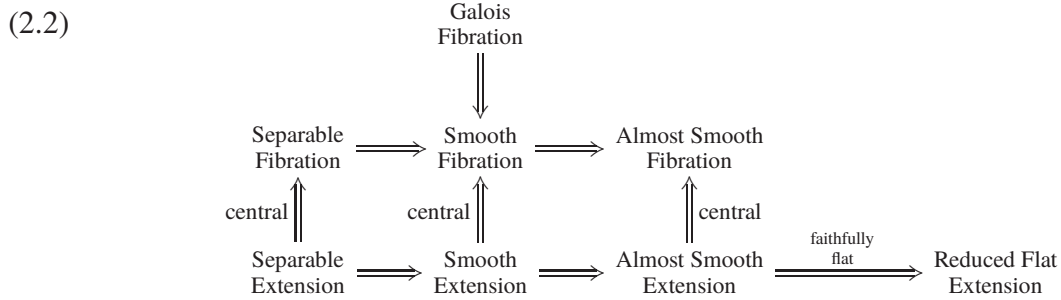 (2.2)
Galois
Fibration
Separable Smooth Almost Smooth
Fibration Fibration Fibration
central central central
faithfully
flat
Separable Smooth Almost Smooth Reduced Flat
Extension Extension Extension Extension